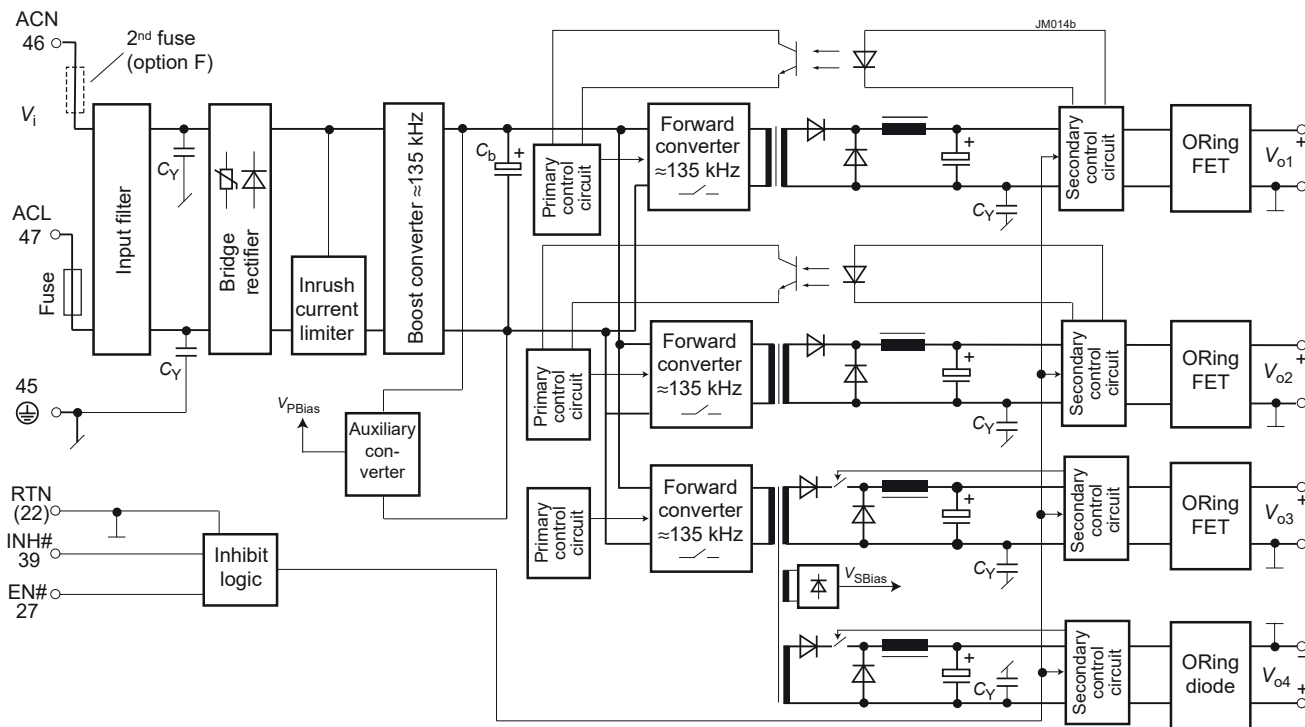 ACN
46
2nd fuse
(option F)
Vi
ACL
47
Fuse
45
Input filter
CY
CY
Bridge
rectifier
Inrush
current
limiter
Boost converter ≈135 kHz
Cb
+
VPBias
Auxiliary
con-
verter
RTN
(22)
INH#
39
EN#
27
Inhibit
logic
JM014b
Primary
control
circuit
Forward
converter
≈135 kHz
+
CY
Secondary
control
circuit
ORing
FET
+
Vo1
Primary
control
circuit
Forward
converter
≈135 kHz
+
CY
Secondary
control
circuit
ORing
FET
+
Vo2
Primary
control
circuit
Forward
converter
≈135 kHz
+
CY
Secondary
control
circuit
ORing
FET
+
Vo3
VSBias
+
CY
Secondary
control
circuit
ORing
diode
Vo4
+